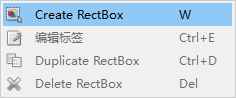 Create RectBox W
编辑标签 Ctrl+E
Duplicate RectBox Ctrl+D
Delete RectBox Del